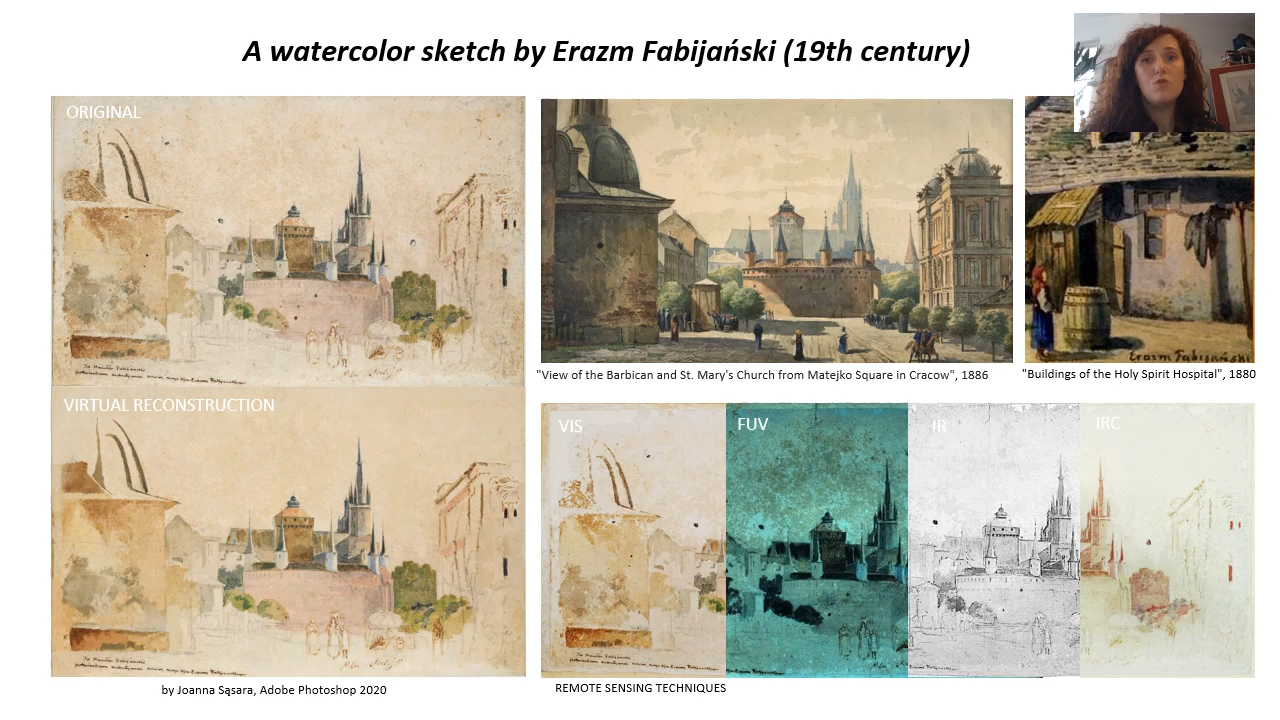 A watercolor sketch by Erazm Fabijański (19th century)
ORIGINAL
VIRTUAL RECONSTRUCTION
by Joanna Sąsara, Adobe Photoshop 2020
"View of the Barbican and St. Mary's Church from Matejko Square in Cracow", 1886
Erazm Fabijański
"Buildings of the Holy Spirit Hospital", 1880
VIS
FUV
IR
IRC
REMOTE SENSING TECHNIQUES